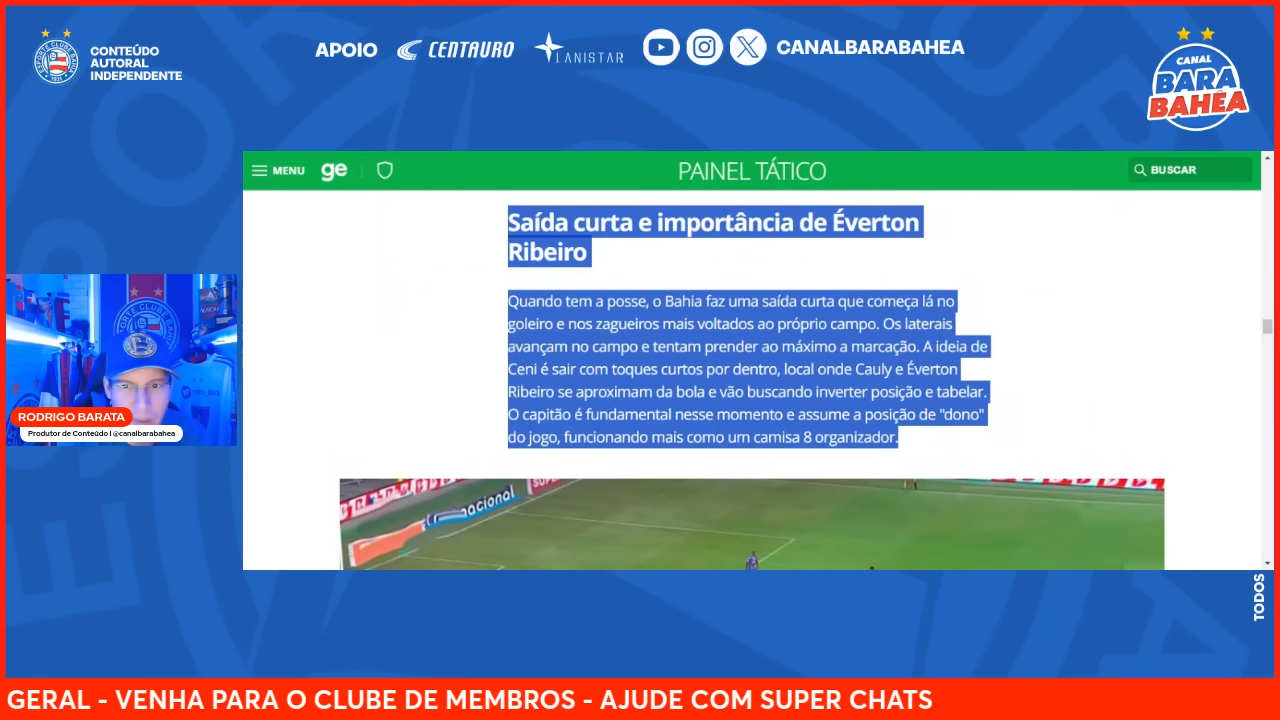 CONTEÚDO
AUTORAL
INDEPENDENTE
APOIO
CENTAURO
LANISTAR
CANALBARABAHEA
CANAL
BARA
BAHÊA
MENU
ge
PAINEL TÁTICO
BUSCAR
Saída curta e importância de Éverton
Ribeiro
Quando tem a posse, o Bahia faz uma saída curta que começa lá no
goleiro e nos zagueiros mais voltados ao próprio campo. Os laterais
avançam no campo e tentam prender ao máximo a marcação. A ideia de
Ceni é sair com toques curtos por dentro, local onde Cauly e Éverton
Ribeiro se aproximam da bola e vão buscando inverter posição e tabelar.
O capitão é fundamental nesse momento e assume a posição de "dono"
do jogo, funcionando mais como um camisa 8 organizador.
nacional
RODRIGO BARATA
Produtor de Conteúdo | @canalbarabahea
TODOS
GERAL - VENHA PARA O CLUBE DE MEMBROS - AJUDE COM SUPER CHATS